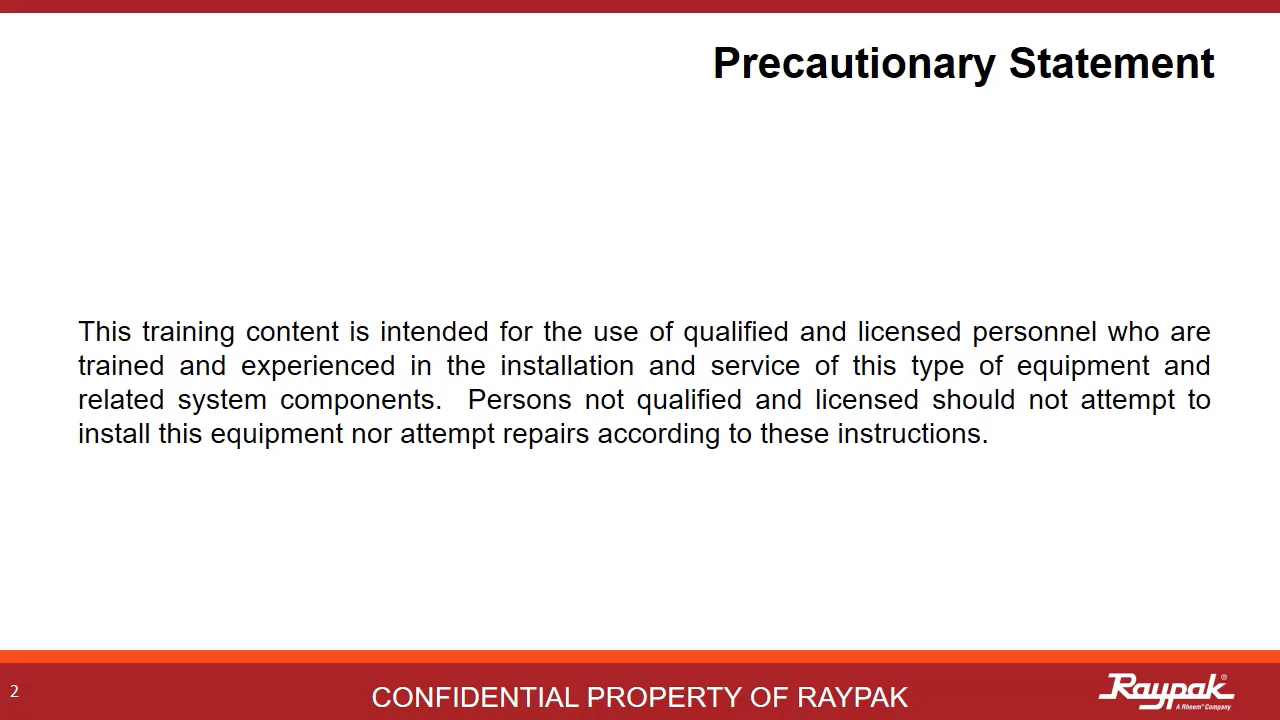 Precautionary Statement
This training content is intended for the use of qualified and licensed personnel who are
trained and experienced in the installation and service of this type of equipment and
related system components.  Persons not qualified and licensed should not attempt to
install this equipment nor attempt repairs according to these instructions.
2
CONFIDENTIAL PROPERTY OF RAYPAK
Raypak®
A Rheem® Company